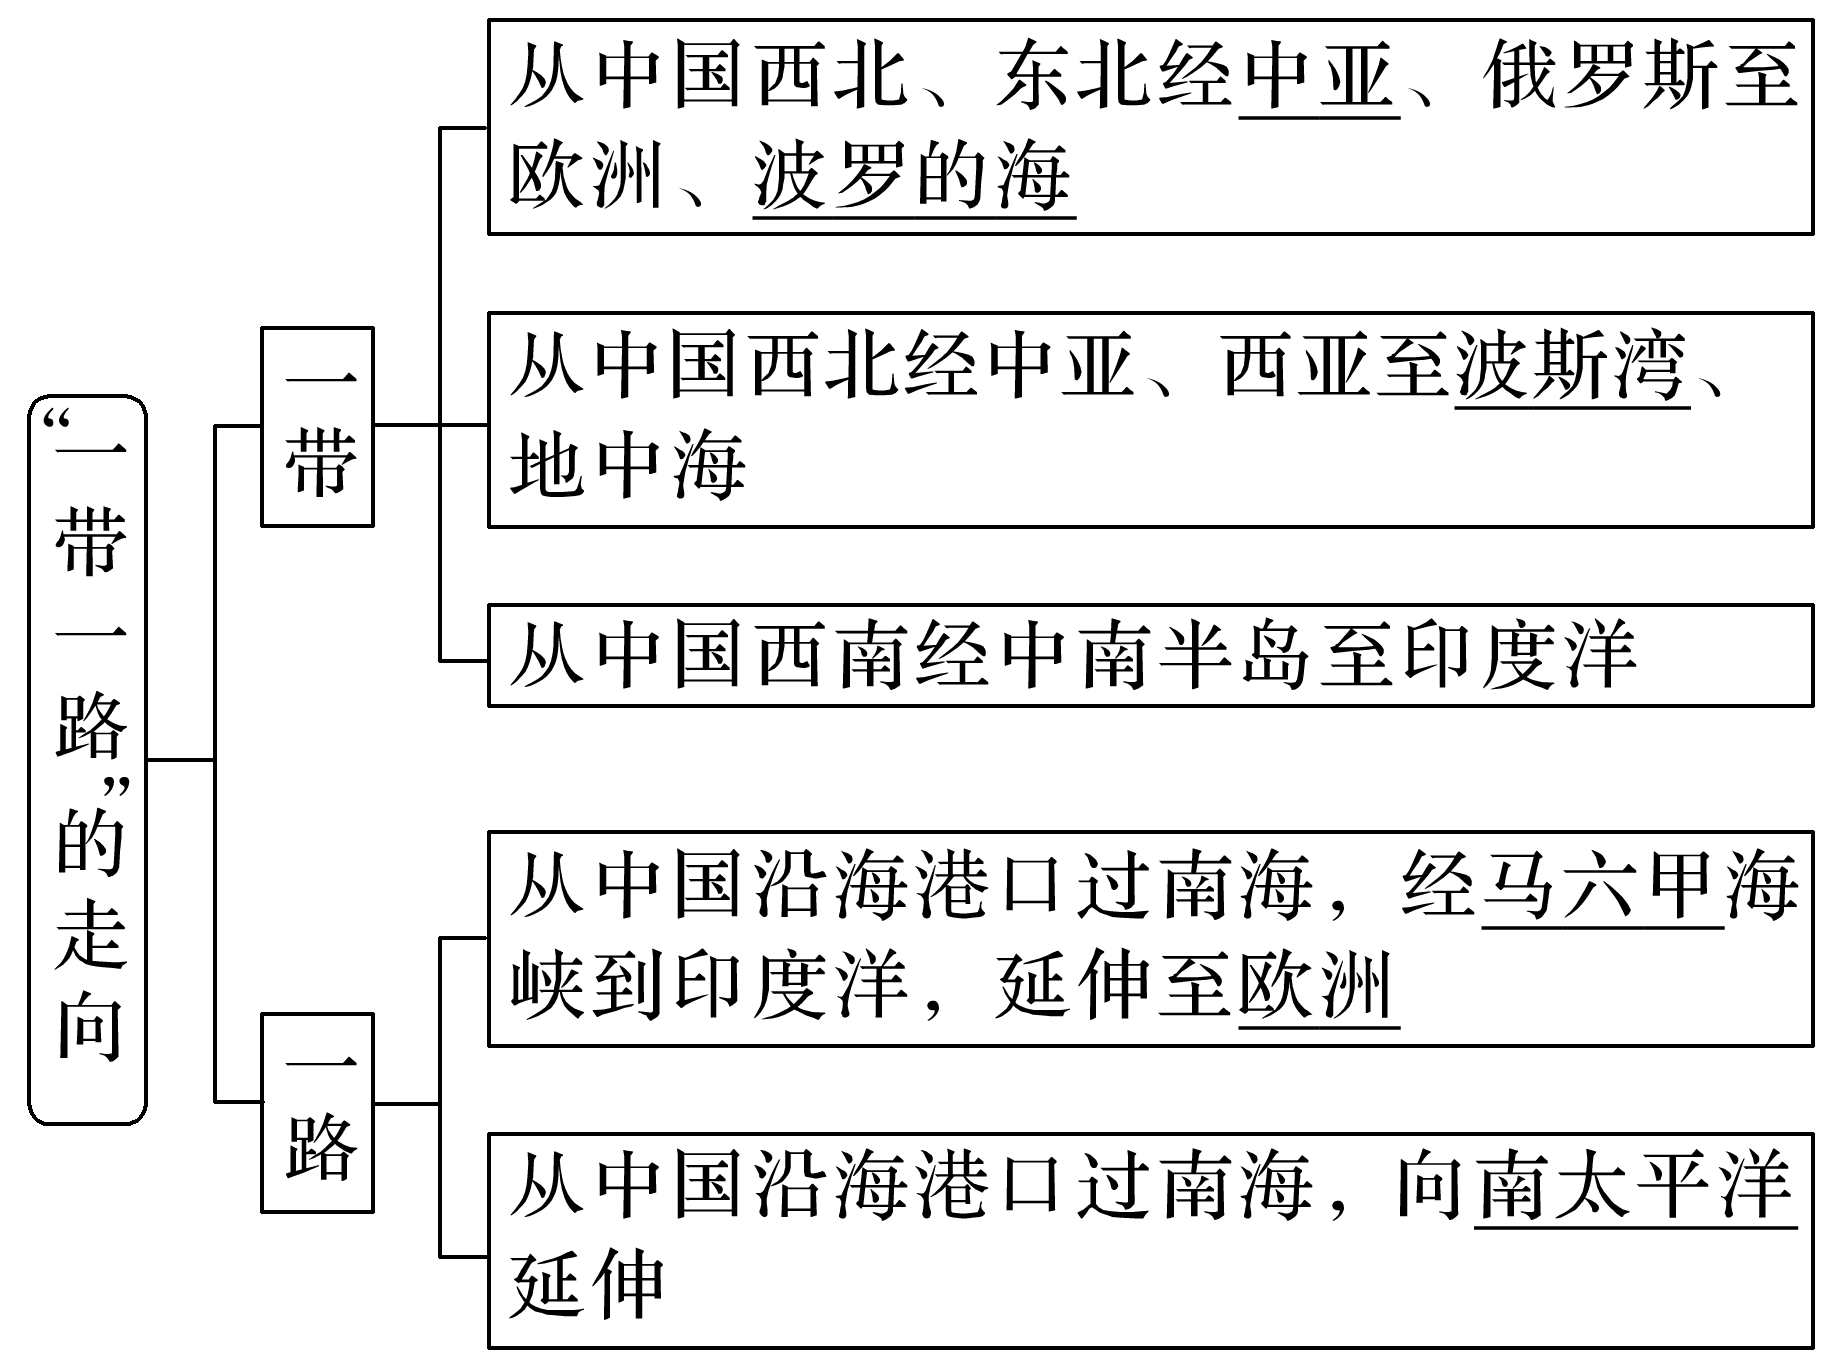 “一带一路”的走向
一带
从中国西北、东北经中亚、俄罗斯至
欧洲、波罗的海
从中国西北经中亚、西亚至波斯湾、
地中海
从中国西南经中南半岛至印度洋
一路
从中国沿海港口过南海，经马六甲海
峡到印度洋，延伸至欧洲
从中国沿海港口过南海，向南太平洋
延伸